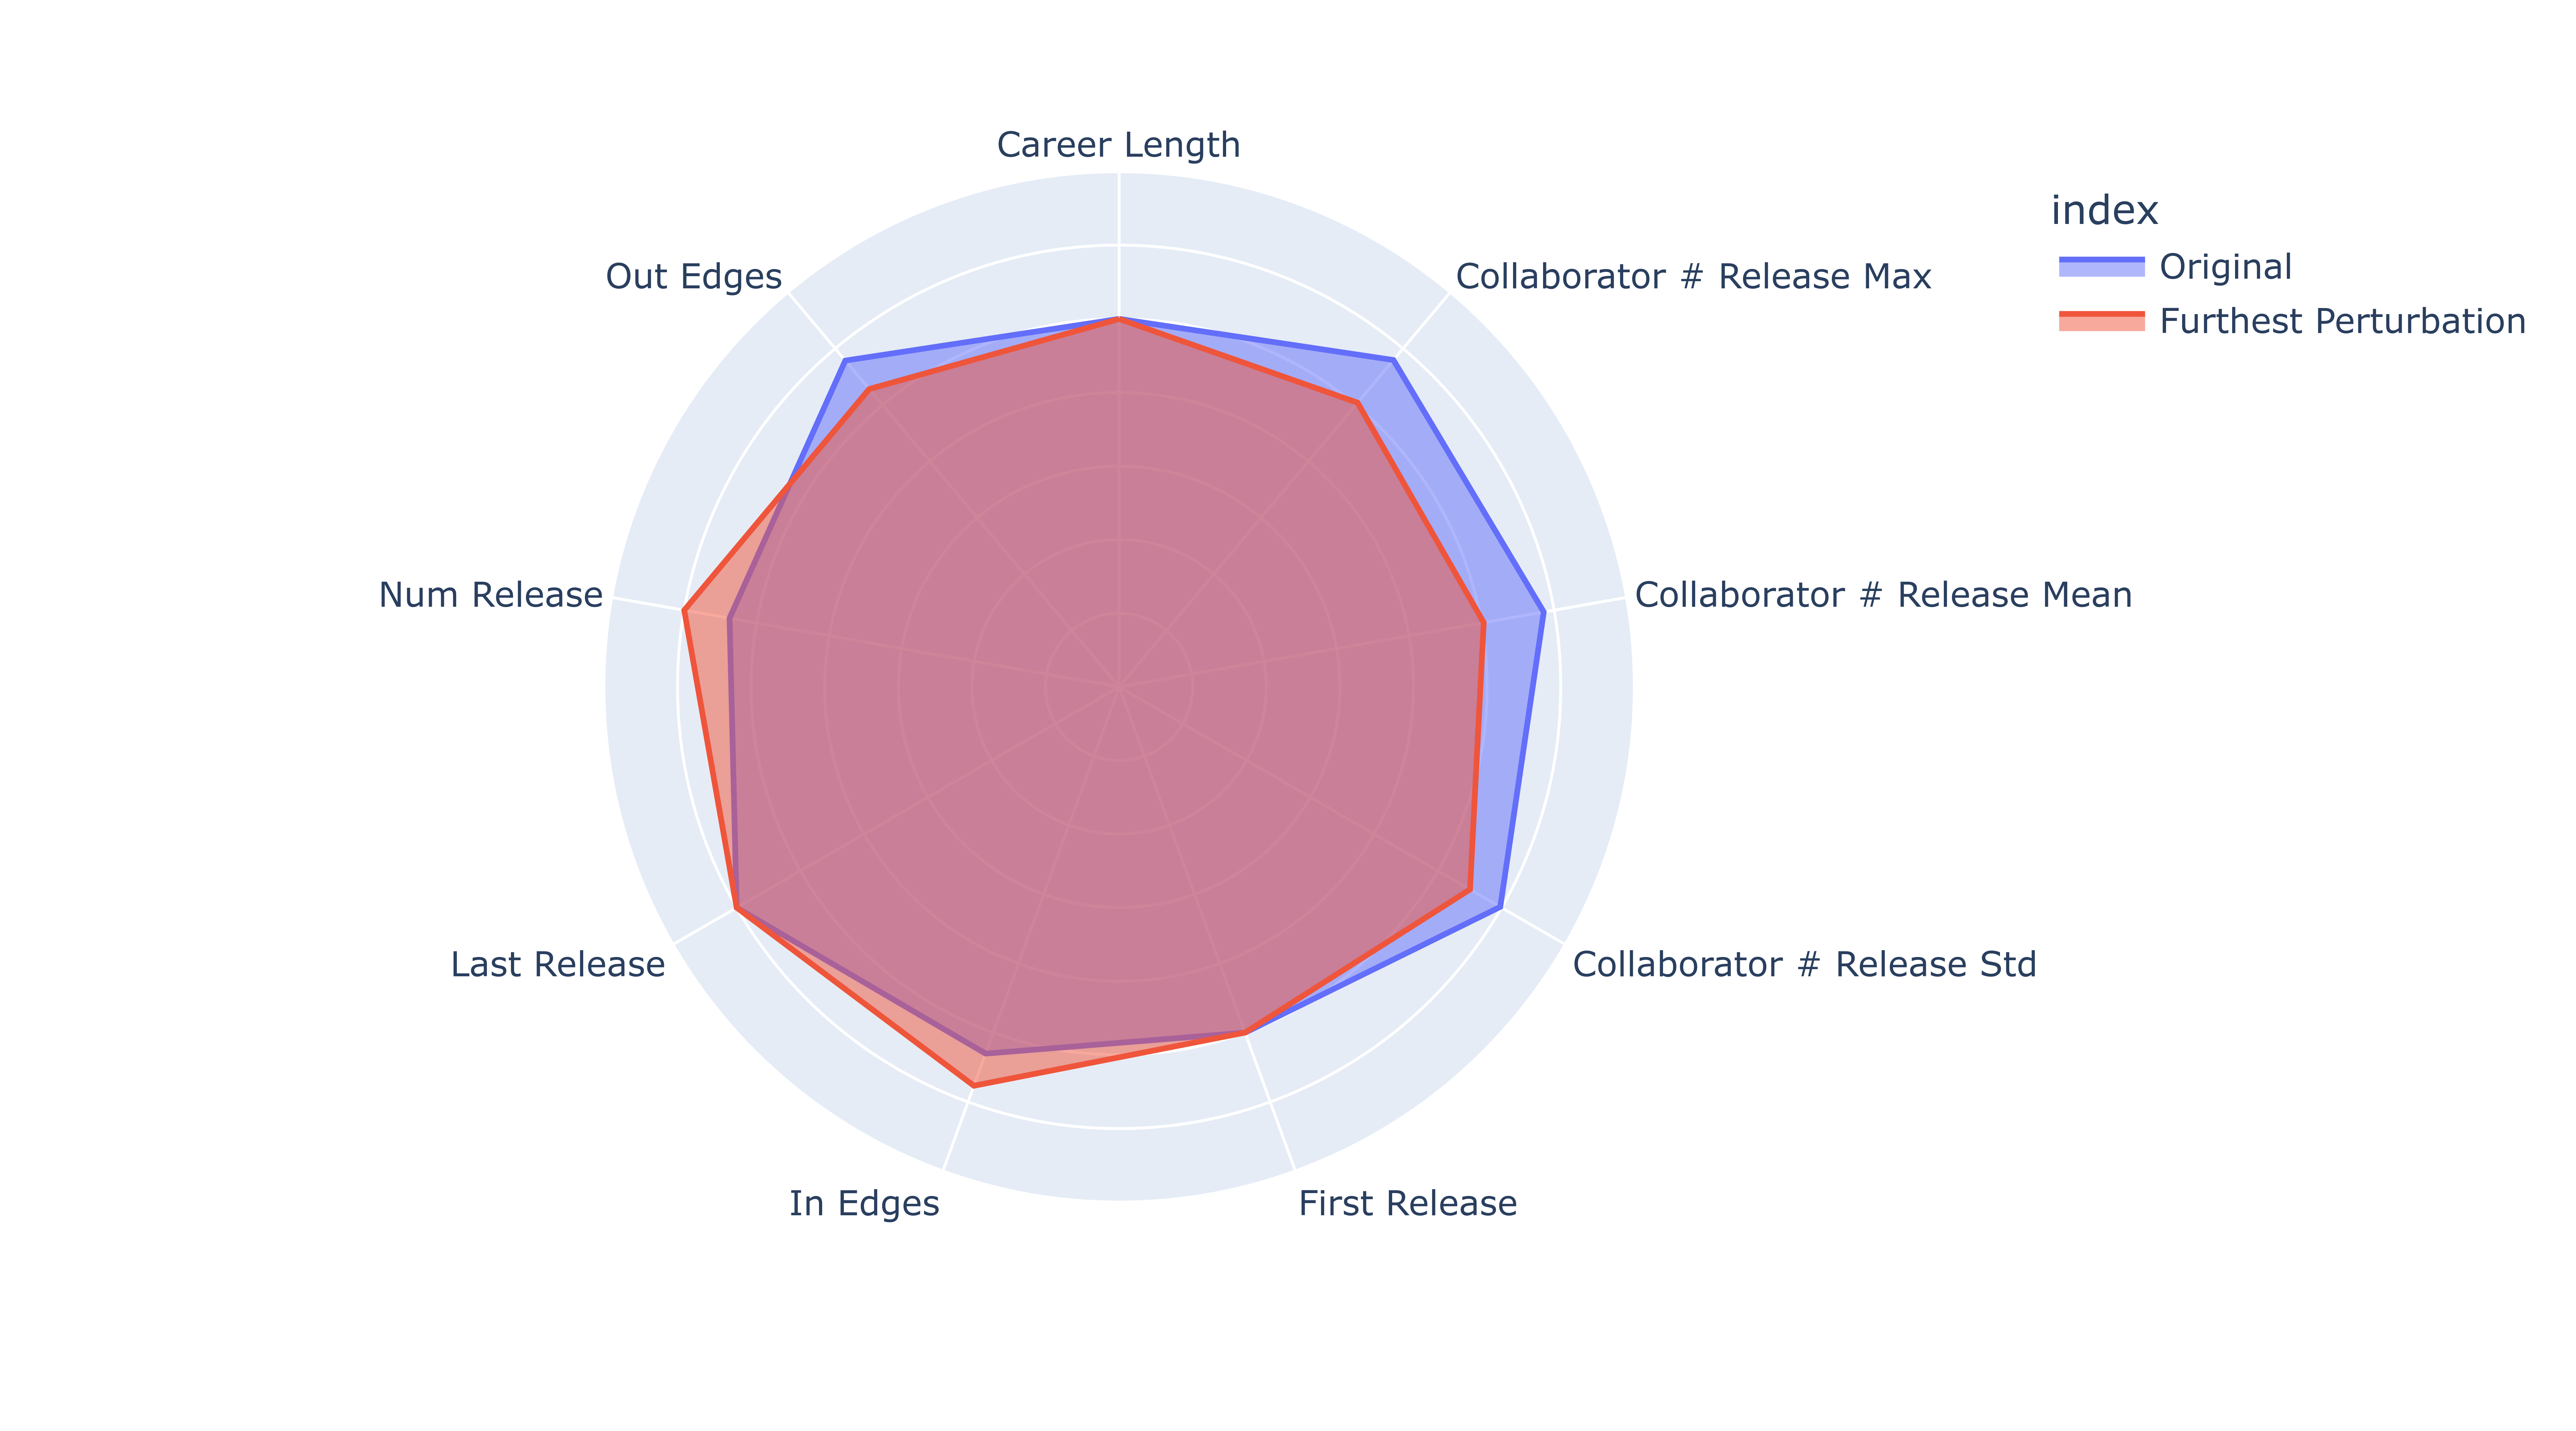 Career Length
Collaborator # Release Max
Collaborator # Release Mean
Collaborator # Release Std
First Release
In Edges
Last Release
Num Release
Out Edges
index
Original
Furthest Perturbation